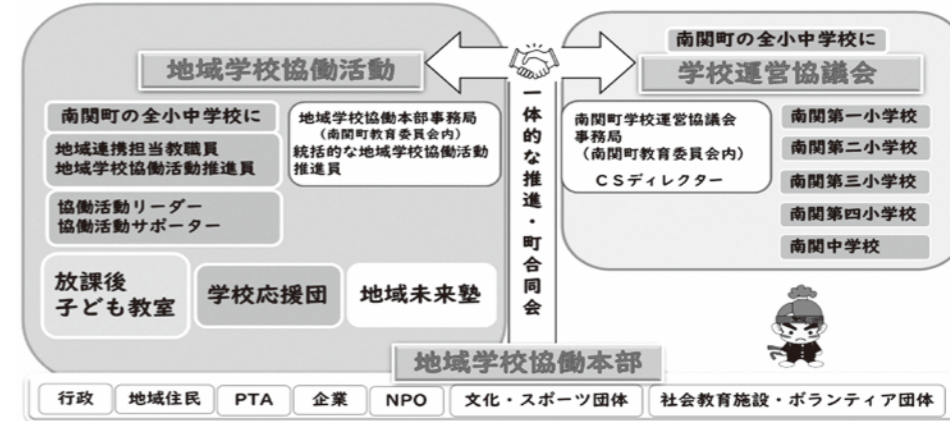 地域学校協働活動
南関町の全小中学校に
地域連携担当教職員
地域学校協働活動推進員
協働活動リーダー
協働活動サポーター
地域学校協働本部事務局
（南関町教育委員会内）
統括的な地域学校協働活動
推進員
放課後
子ども教室
学校応援団
地域未来塾
一体的な推進・町合同会
南関町の全小中学校に
学校運営協議会
南関町学校運営協議会
事務局
（南関町教育委員会内）
CSディレクター
南関第一小学校
南関第二小学校
南関第三小学校
南関第四小学校
南関中学校
地域学校協働本部
行政
地域住民
PTA
企業
NPO
文化・スポーツ団体
社会教育施設・ボランティア団体